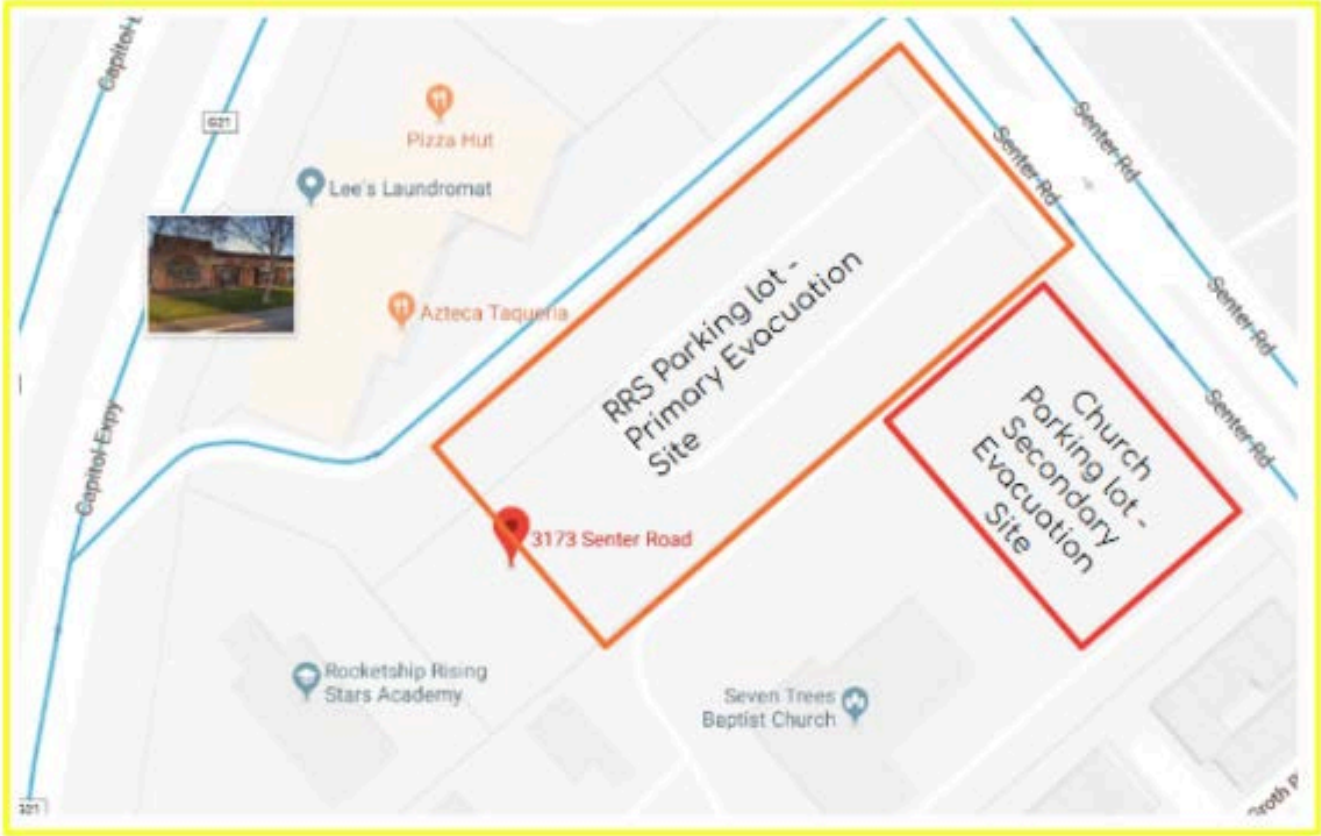 Capitol
G21
Pizza Hut
Lee's Laundromat
Azteca Taqueria
Capitol Expy
Senter Rd
Senter Rd
Senter Rd
Senter Rd
RRS Parking lot -
Primary Evacuation
Site
Church
Parking lot -
Secondary
Evacuation
Site
3173 Senter Road
Rocketship Rising
Stars Academy
Seven Trees
Baptist Church